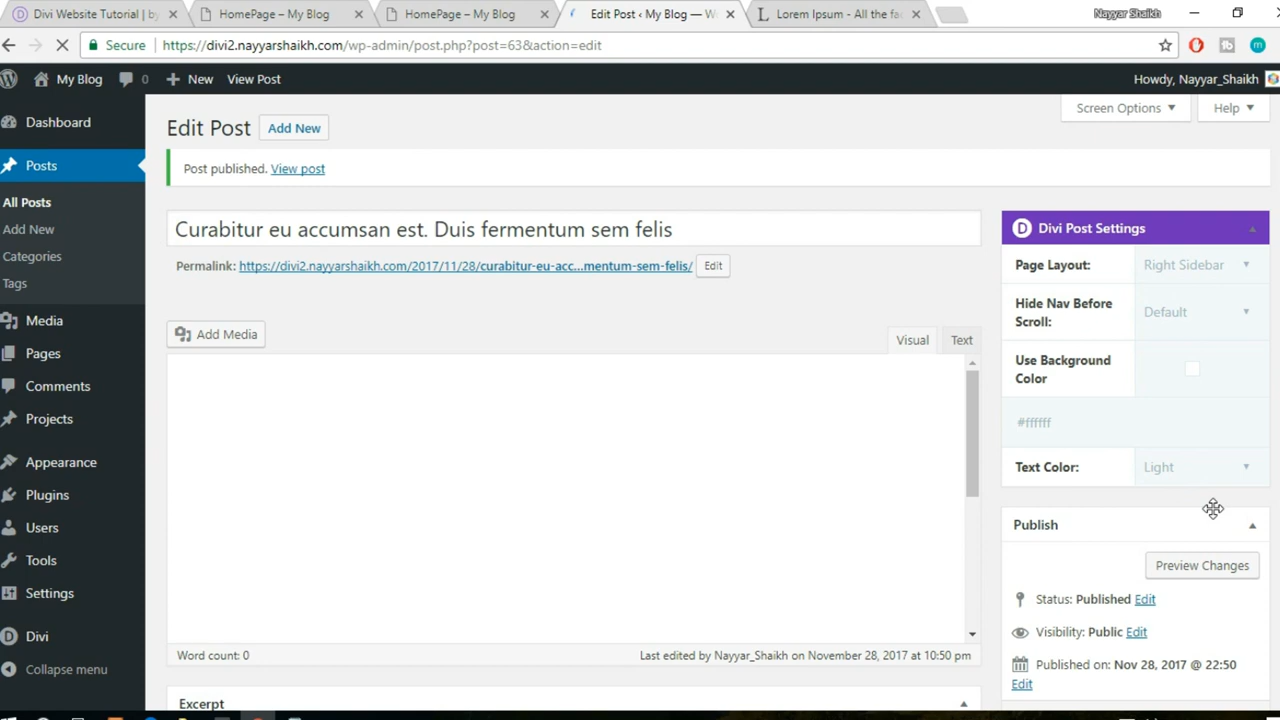 Divi Website Tutorial | by
HomePage – My Blog
HomePage – My Blog
Edit Post ‹ My Blog — W
Lorem Ipsum - All the fa
Nayyar Shaikh
Secure
https://divi2.nayyarshaikh.com/wp-admin/post.php?post=63&action=edit
My Blog
0
New
View Post
Howdy, Nayyar_Shaikh
Dashboard
Posts
All Posts
Add New
Categories
Tags
Media
Pages
Comments
Projects
Appearance
Plugins
Users
Tools
Settings
Divi
Collapse menu
Screen Options
Help
Edit Post
Add New
Post published. View post
Curabitur eu accumsan est. Duis fermentum sem felis
Permalink: https://divi2.nayyarshaikh.com/2017/11/28/curabitur-eu-acc...mentum-sem-felis/ Edit
Add Media
Visual
Text
Word count: 0
Last edited by Nayyar_Shaikh on November 28, 2017 at 10:50 pm
Excerpt
Divi Post Settings
Page Layout:
Right Sidebar
Hide Nav Before
Scroll:
Default
Use Background
Color
#ffffff
Text Color:
Light
Publish
Preview Changes
Status: Published Edit
Visibility: Public Edit
Published on: Nov 28, 2017 @ 22:50
Edit